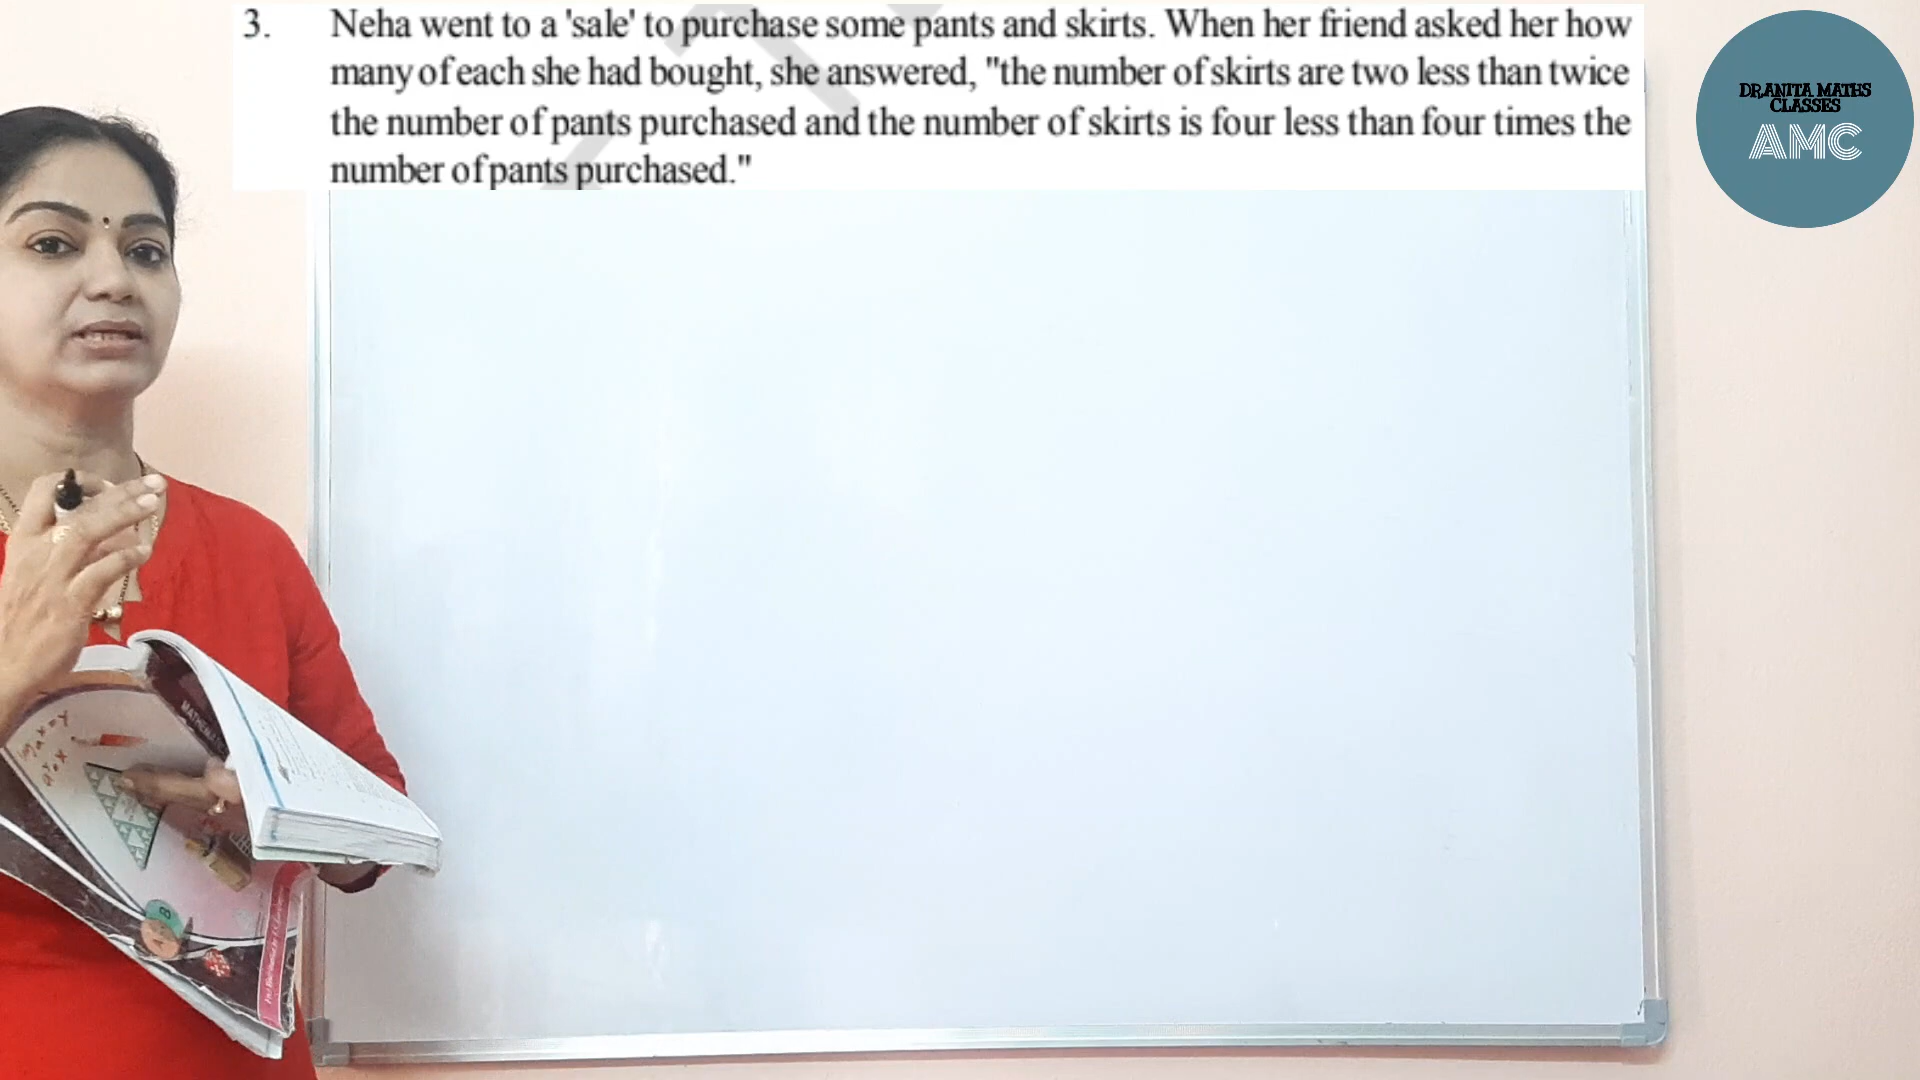 3. Neha went to a 'sale' to purchase some pants and skirts. When her friend asked her how
many of each she had bought, she answered, "the number of skirts are two less than twice
the number of pants purchased and the number of skirts is four less than four times the
number of pants purchased."
DR.ANITA MATHS
CLASSES
AMC